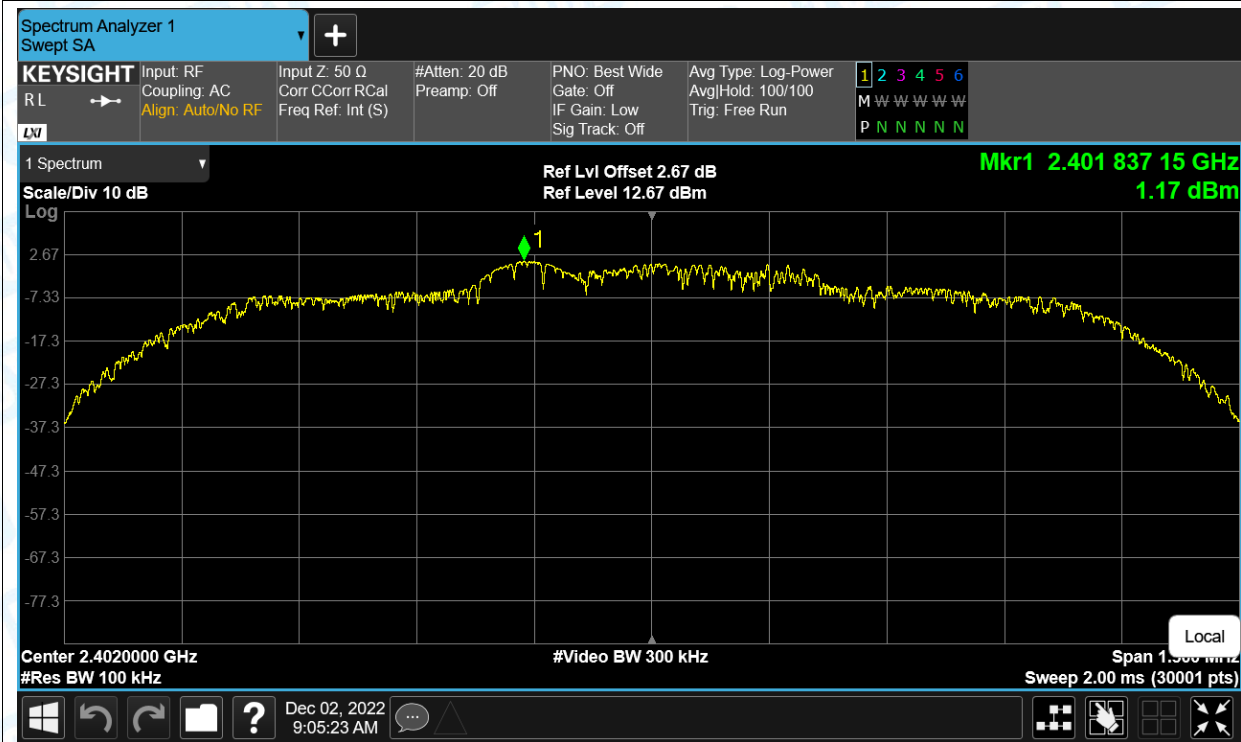 Spectrum Analyzer 1
Swept SA
KEYSIGHT
R L
LXI
Input: RF
Coupling: AC
Align: Auto/No RF
Input Z: 50 Ω
Corr CCorr RCal
Freq Ref: Int (S)
#Atten: 20 dB
Preamp: Off
PNO: Best Wide
Gate: Off
IF Gain: Low
Sig Track: Off
Avg Type: Log-Power
Avg|Hold: 100/100
Trig: Free Run
1 2 3 4 5 6
M W W W W W
P N N N N N
1 Spectrum
Scale/Div 10 dB
Log
Ref Lvl Offset 2.67 dB
Ref Level 12.67 dBm
Mkr1 2.401 837 15 GHz
1.17 dBm
1
2.67
-7.33
-17.3
-27.3
-37.3
-47.3
-57.3
-67.3
-77.3
Local
Center 2.4020000 GHz
#Res BW 100 kHz
#Video BW 300 kHz
Span
Sweep 2.00 ms (30001 pts)
?
Dec 02, 2022
9:05:23 AM